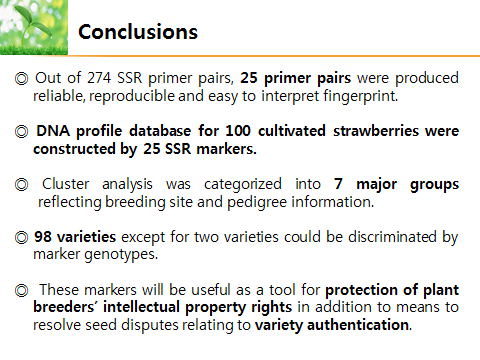 Conclusions
◎ Out of 274 SSR primer pairs, 25 primer pairs were produced
reliable, reproducible and easy to interpret fingerprint.
◎ DNA profile database for 100 cultivated strawberries were
constructed by 25 SSR markers.
◎ Cluster analysis was categorized into 7 major groups
reflecting breeding site and pedigree information.
◎ 98 varieties except for two varieties could be discriminated by
marker genotypes.
◎ These markers will be useful as a tool for protection of plant
breeders’ intellectual property rights in addition to means to
resolve seed disputes relating to variety authentication.